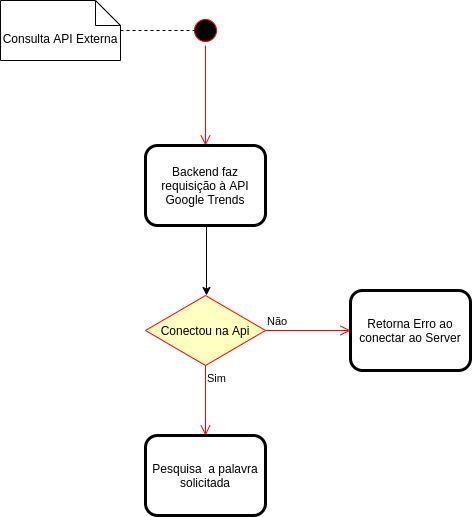 Consulta API Externa
Backend faz
requisição à API
Google Trends
Conectou na Api
Não
Retorna Erro ao
conectar ao Server
Sim
Pesquisa  a palavra
solicitada